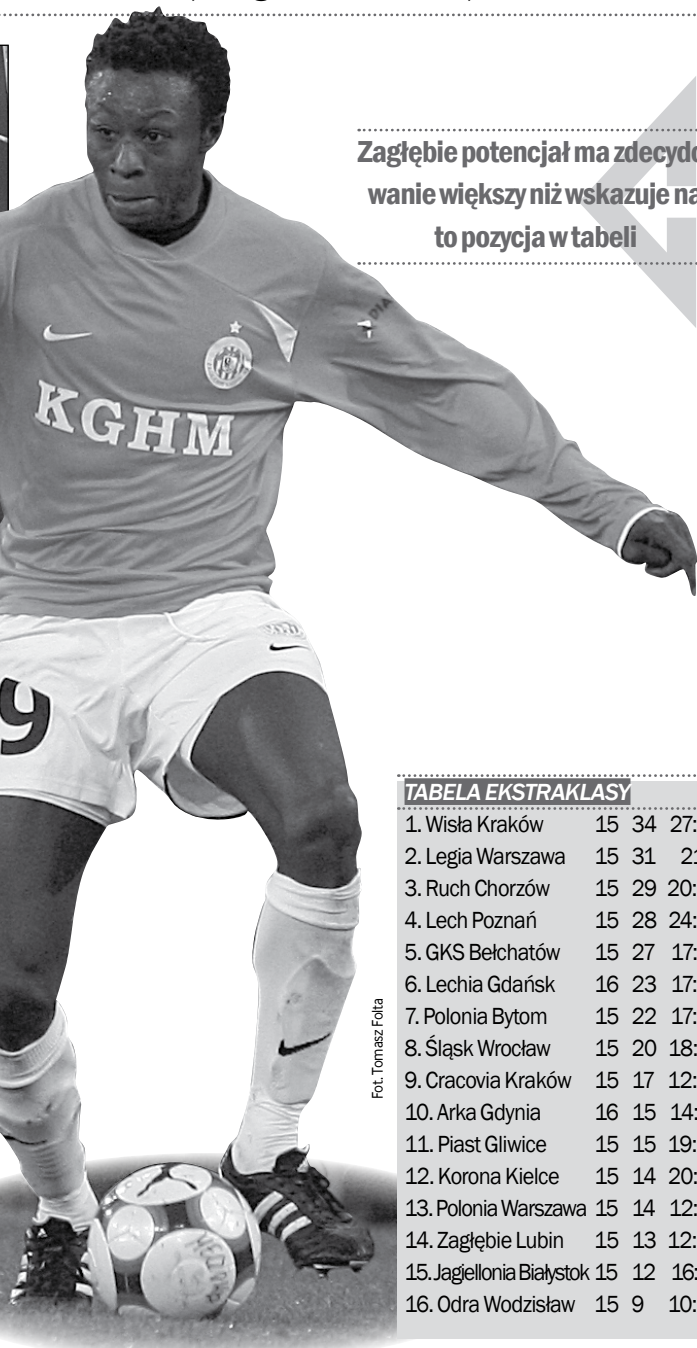 Zagłębie potencjał ma zdecydo
wanie większy niż wskazuje na
to pozycja w tabeli
KGHM
9
TABELA EKSTRAKLASY
1. Wisła Kraków 15 34 27:
2. Legia Warszawa 15 31 21
3. Ruch Chorzów 15 29 20:
4. Lech Poznań 15 28 24:
5. GKS Bełchatów 15 27 17:
6. Lechia Gdańsk 16 23 17:
7. Polonia Bytom 15 22 17:
8. Śląsk Wrocław 15 20 18:
9. Cracovia Kraków 15 17 12:
10. Arka Gdynia 16 15 14:
11. Piast Gliwice 15 15 19:
12. Korona Kielce 15 14 20:
13. Polonia Warszawa 15 14 12:
14. Zagłębie Lubin 15 13 12:
15. Jagiellonia Białystok 15 12 16:
16. Odra Wodzisław 15 9 10:
Fot. Tomasz Folta